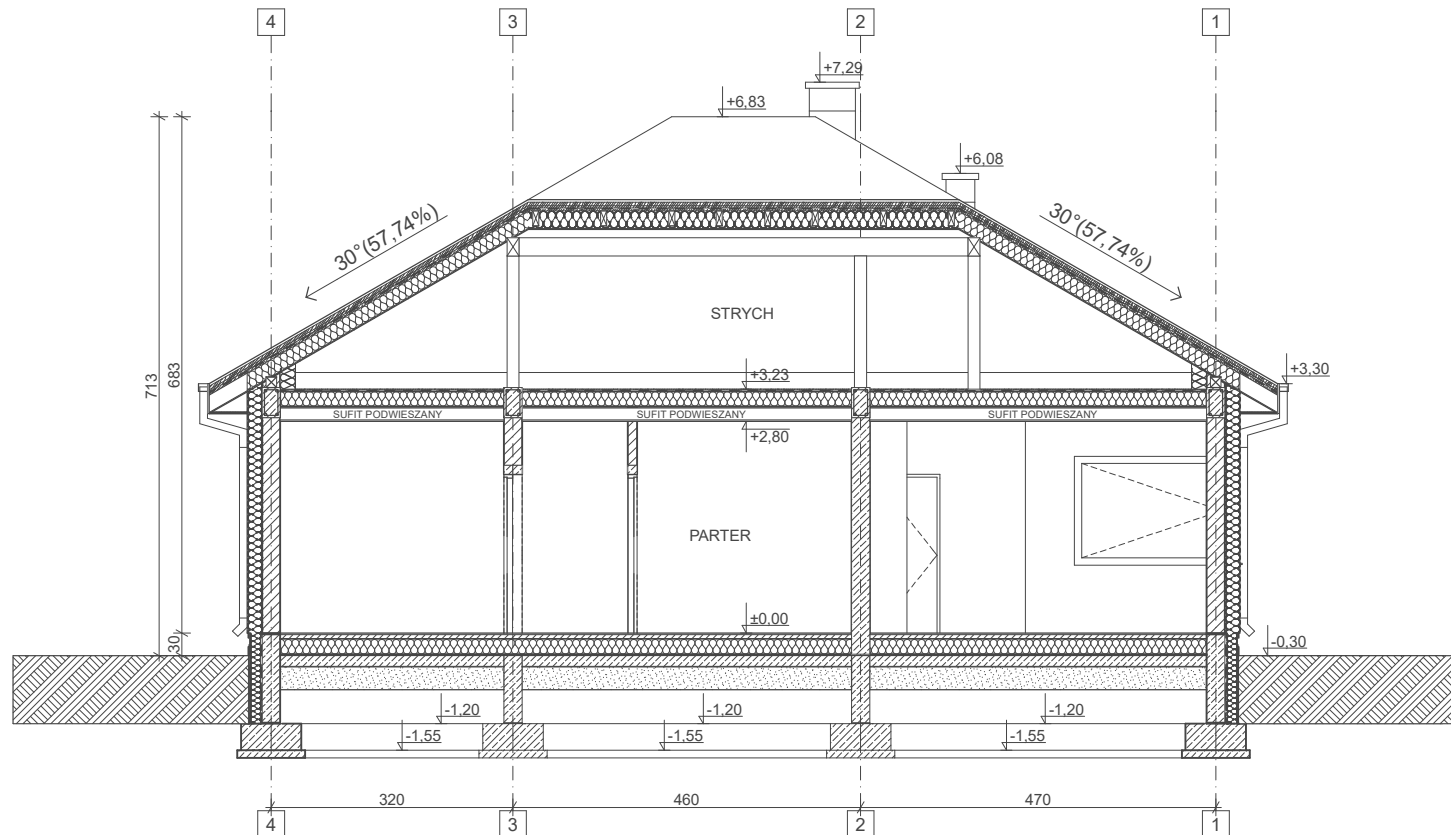 4 3 2 1
+7,29
+6,83
+6,08
30°(57,74%) 30°(57,74%)
STRYCH
713 683
+3,23
+3,30
SUFIT PODWIESZANY SUFIT PODWIESZANY SUFIT PODWIESZANY
+2,80
PARTER
±0,00
30
-0,30
-1,20 -1,20 -1,20
-1,55 -1,55 -1,55
320 460 470
4 3 2 1